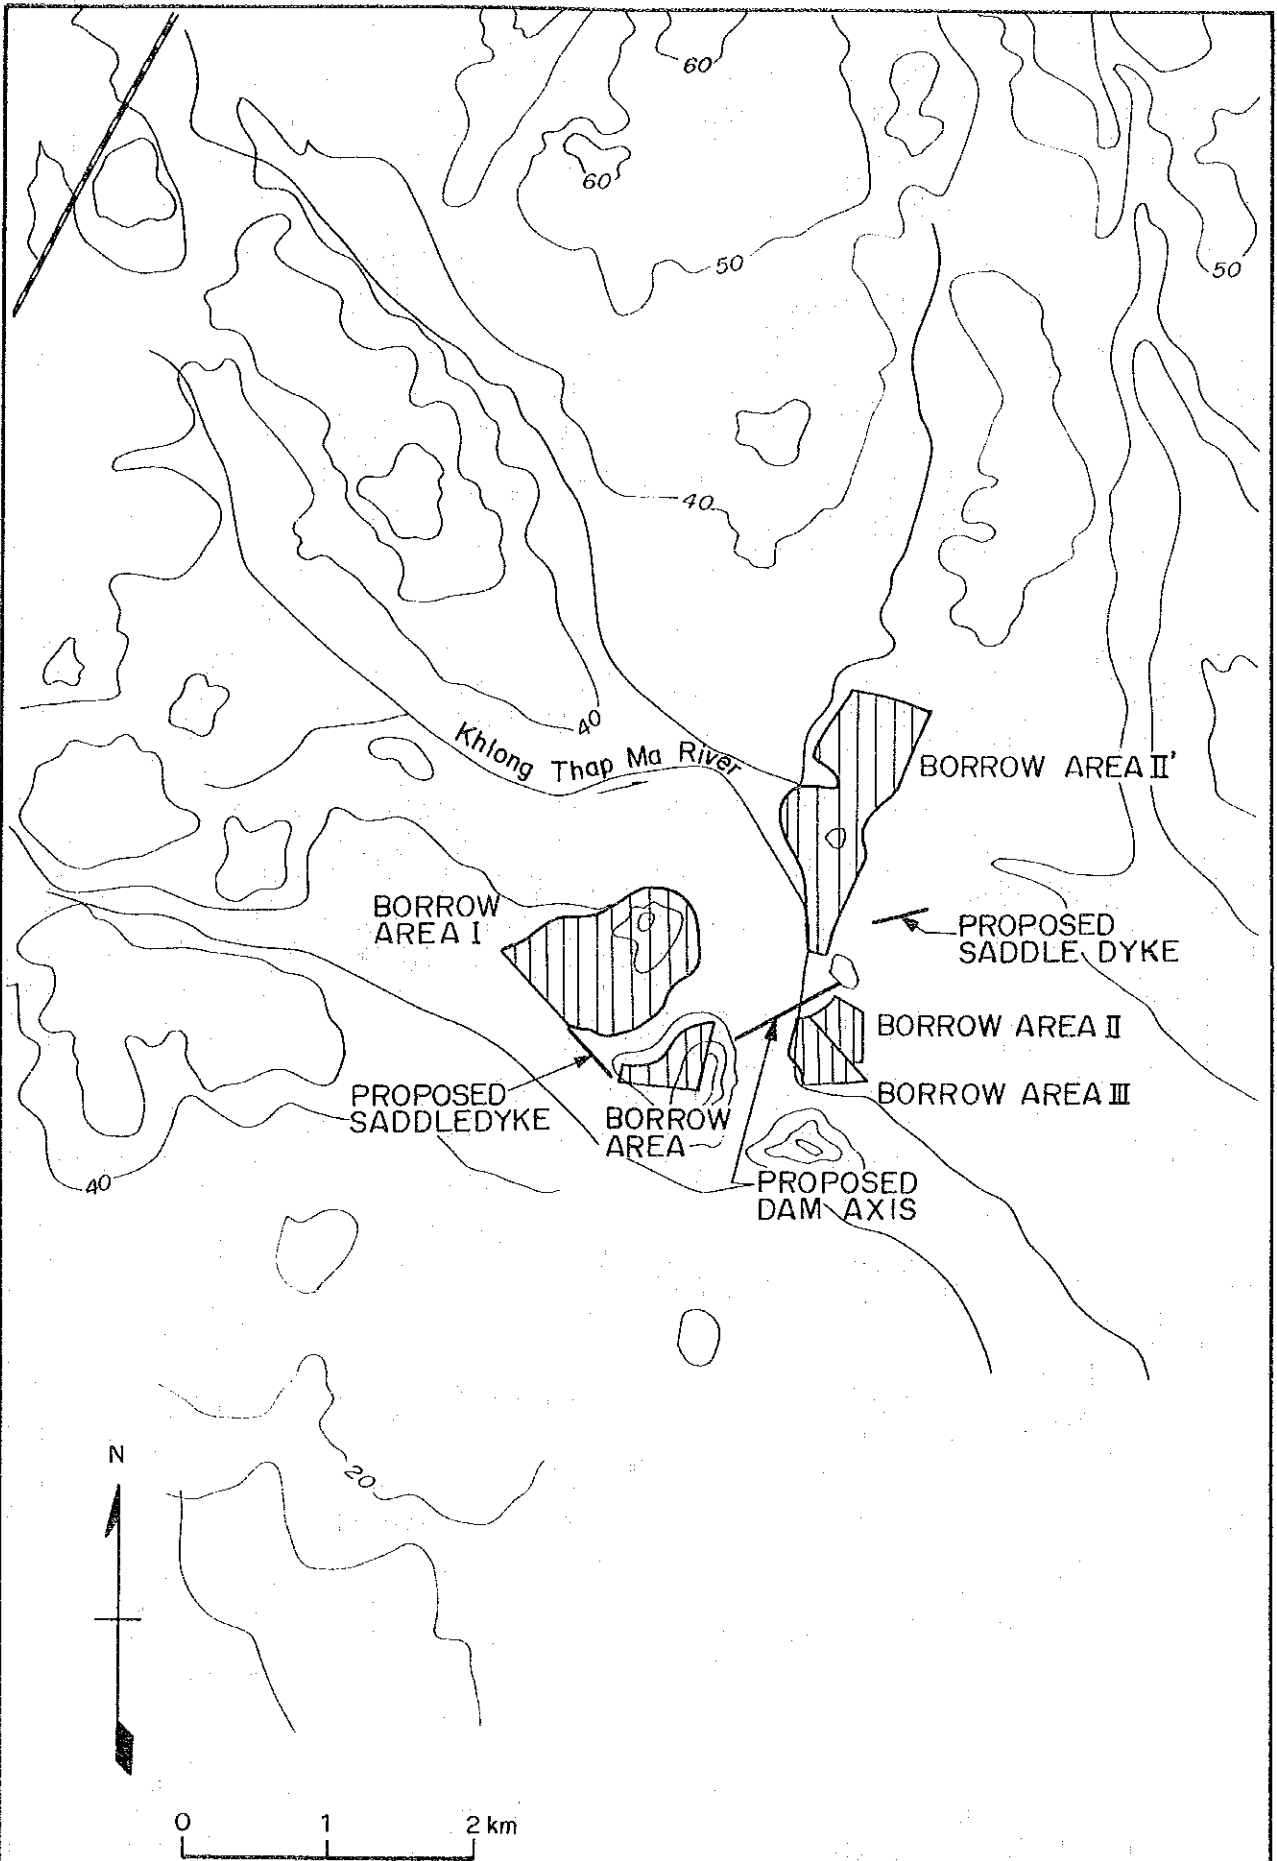 60
60
50
50
40
40
Khlong Thap Ma River
BORROW AREA II'
BORROW
AREA I
PROPOSED
SADDLE DYKE
BORROW AREA II
PROPOSED
SADDLEDYKE
BORROW AREA III
BORROW
AREA
40
PROPOSED
DAM AXIS
20
N
0 1 2 km